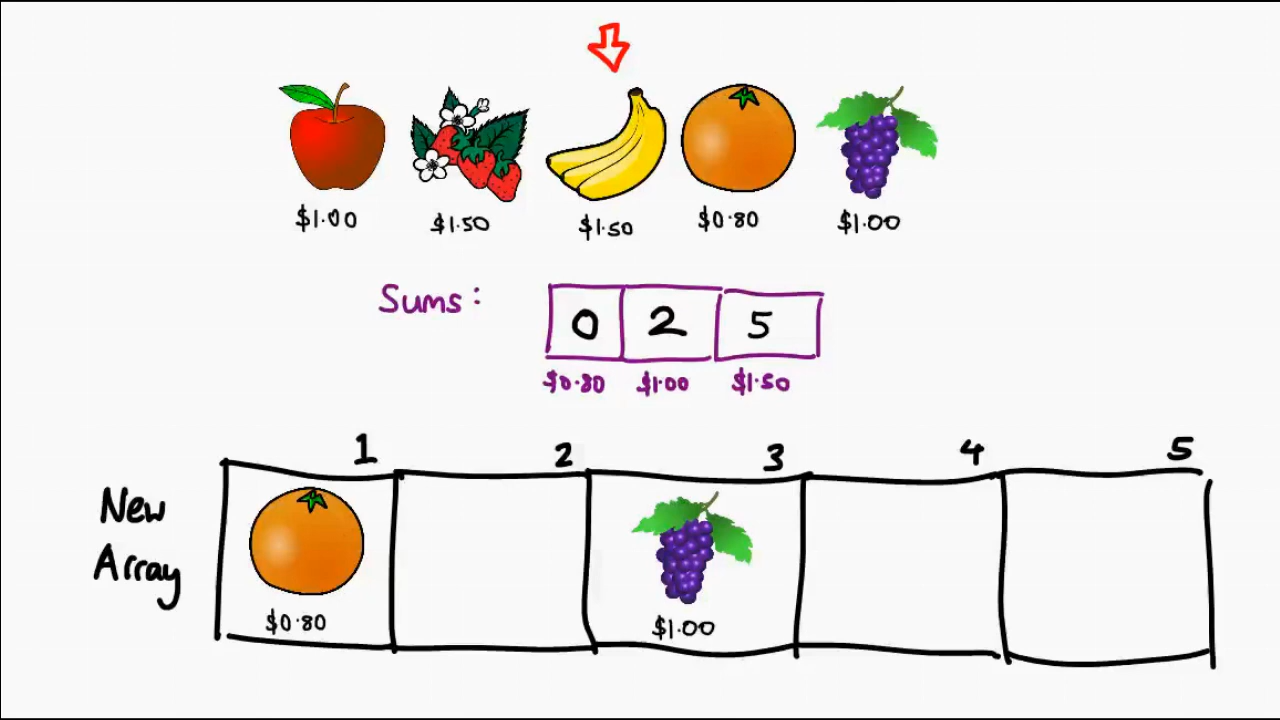 $1.00 $1.50 $1.50 $0.80 $1.00
Sums: 0 2 5
$0.80 $1.00 $1.50
1 2 3 4 5
New
Array
$0.80 $1.00